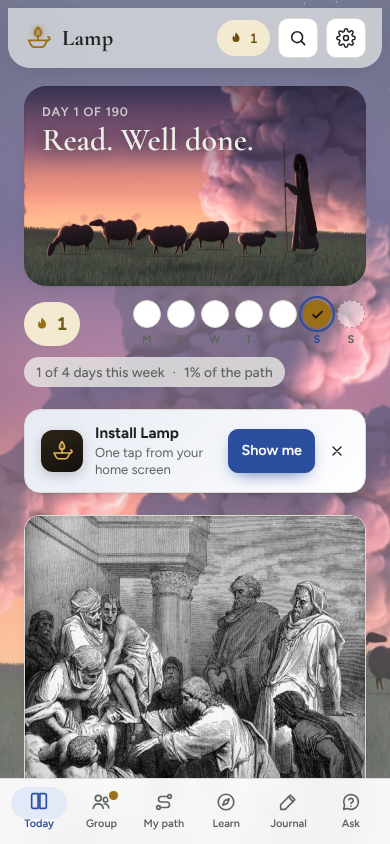 Lamp
1
DAY 1 OF 190
Read. Well done.
1
M
W
T
F
S
S
1 of 4 days this week · 1% of the path
Install Lamp
One tap from your
home screen
Show me
Today
Group
My path
Learn
Journal
Ask